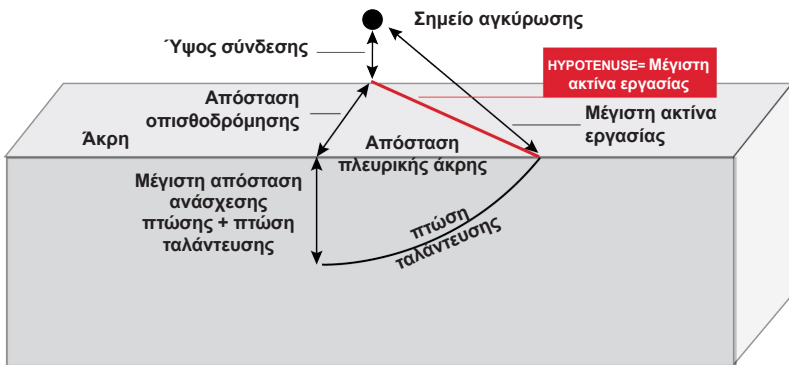 Σημείο αγκύρωσης
Ύψος σύνδεσης
HYPOTENUSE= Μέγιστη
ακτίνα εργασίας
Απόσταση
οπισθοδρόμησης
Μέγιστη ακτίνα
εργασίας
Άκρη
Απόσταση
πλευρικής άκρης
Μέγιστη απόσταση
ανάσχεσης
πτώσης + πτώση
ταλάντευσης
πτώση
ταλάντευσης